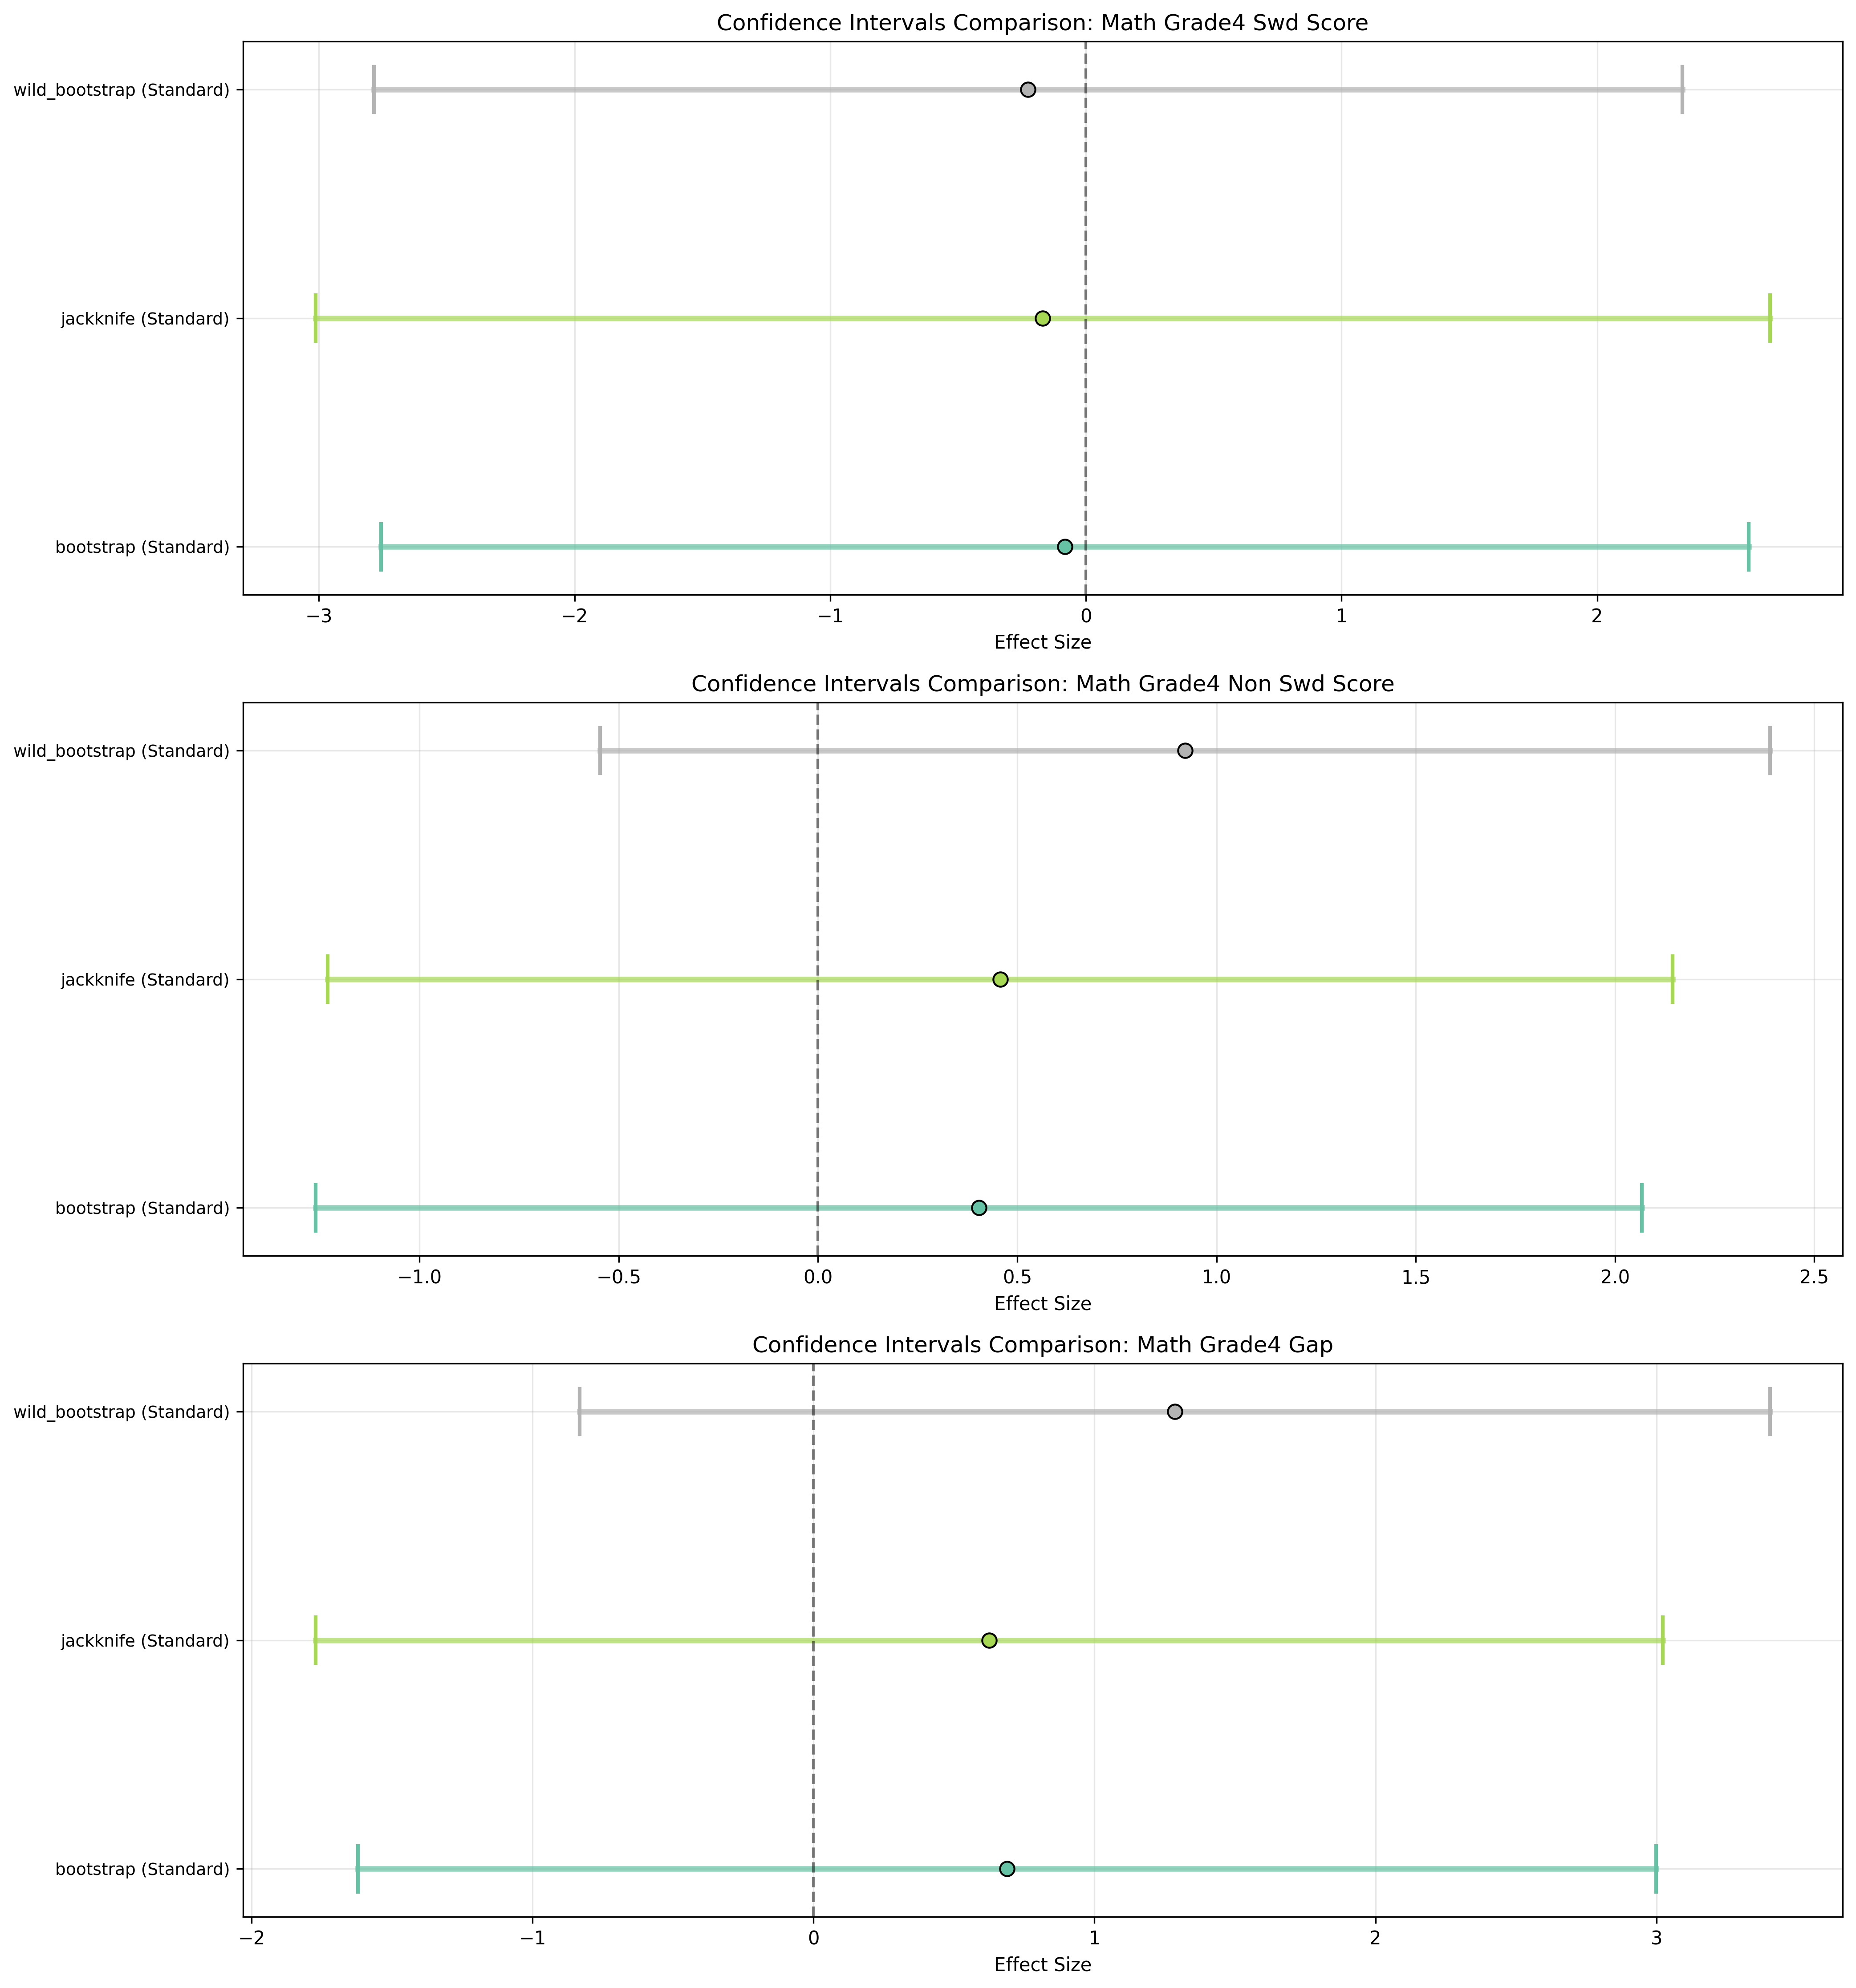 Confidence Intervals Comparison: Math Grade4 Swd Score
wild_bootstrap (Standard)
jackknife (Standard)
bootstrap (Standard)
−3 −2 −1 0 1 2
Effect Size
Confidence Intervals Comparison: Math Grade4 Non Swd Score
wild_bootstrap (Standard)
jackknife (Standard)
bootstrap (Standard)
−1.0 −0.5 0.0 0.5 1.0 1.5 2.0 2.5
Effect Size
Confidence Intervals Comparison: Math Grade4 Gap
wild_bootstrap (Standard)
jackknife (Standard)
bootstrap (Standard)
−2 −1 0 1 2 3
Effect Size